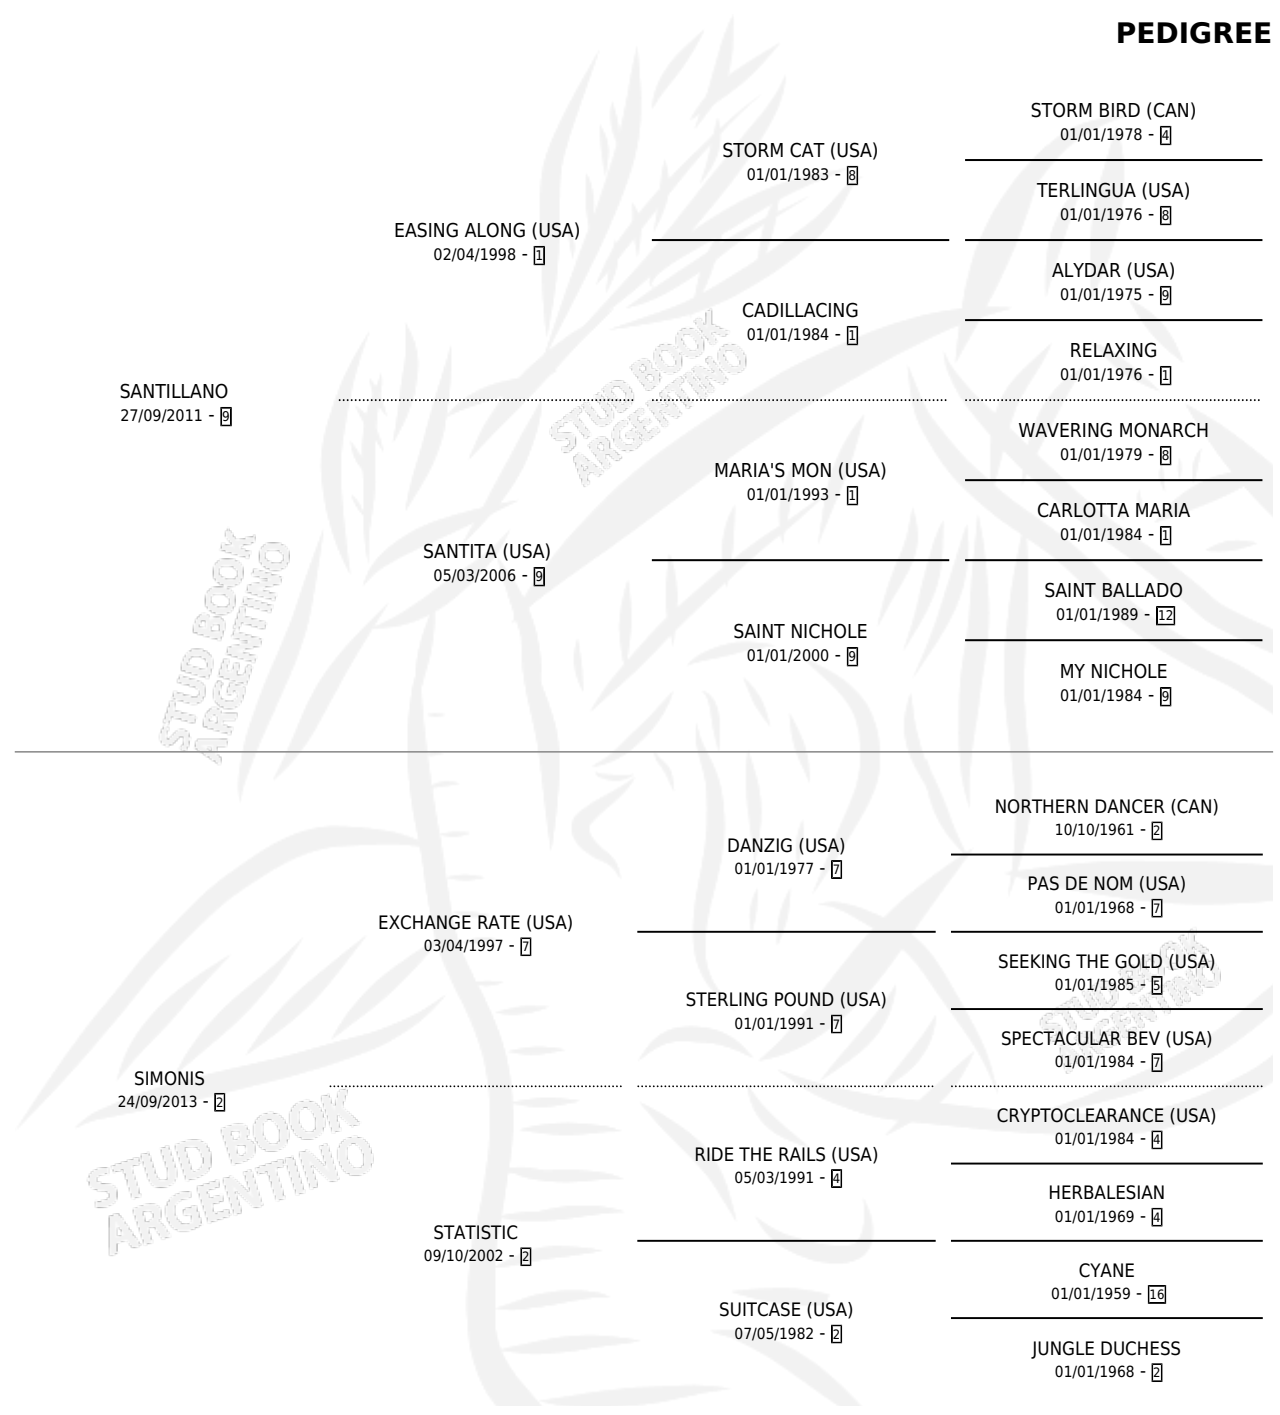 PEDIGREE
STORM BIRD (CAN)
01/01/1978 - 4
STORM CAT (USA)
01/01/1983 - 8
TERLINGUA (USA)
01/01/1976 - 8
EASING ALONG (USA)
02/04/1998 - 1
ALYDAR (USA)
01/01/1975 - 9
CADILLACING
01/01/1984 - 1
RELAXING
01/01/1976 - 1
SANTILLANO
27/09/2011 - 9
WAVERING MONARCH
01/01/1979 - 8
MARIA'S MON (USA)
01/01/1993 - 1
CARLOTTA MARIA
01/01/1984 - 1
SANTITA (USA)
05/03/2006 - 9
SAINT BALLADO
01/01/1989 - 12
SAINT NICHOLE
01/01/2000 - 9
MY NICHOLE
01/01/1984 - 9
NORTHERN DANCER (CAN)
10/10/1961 - 2
DANZIG (USA)
01/01/1977 - 7
PAS DE NOM (USA)
01/01/1968 - 7
EXCHANGE RATE (USA)
03/04/1997 - 7
SEEKING THE GOLD (USA)
01/01/1985 - 5
STERLING POUND (USA)
01/01/1991 - 7
SPECTACULAR BEV (USA)
01/01/1984 - 7
SIMONIS
24/09/2013 - 2
CRYPTOCLEARANCE (USA)
01/01/1984 - 4
RIDE THE RAILS (USA)
05/03/1991 - 4
HERBALESIAN
01/01/1969 - 4
STATISTIC
09/10/2002 - 2
CYANE
01/01/1959 - 16
SUITCASE (USA)
07/05/1982 - 2
JUNGLE DUCHESS
01/01/1968 - 2
STUD BOOK
ARGENTINO
STUD BOOK
ARGENTINO
STUD BOOK
ARGENTINO
STUD BOOK
ARGENTINO